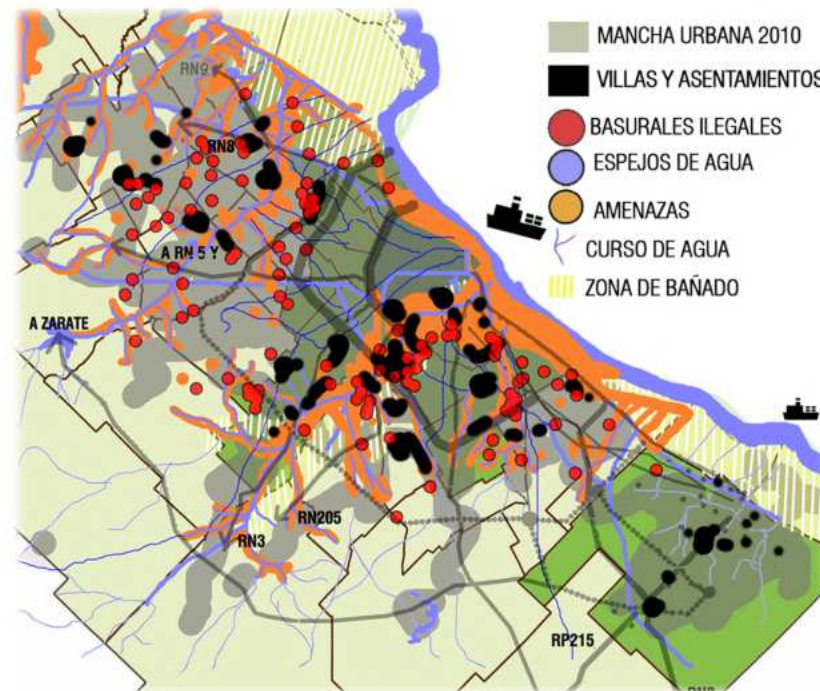 MANCHA URBANA 2010
VILLAS Y ASENTAMIENTOS
BASURALES ILEGALES
ESPEJOS DE AGUA
AMENAZAS
CURSO DE AGUA
ZONA DE BAÑADO
RN9
RN8
A RN 5 Y
A ZARATE
RN205
RN3
RP215